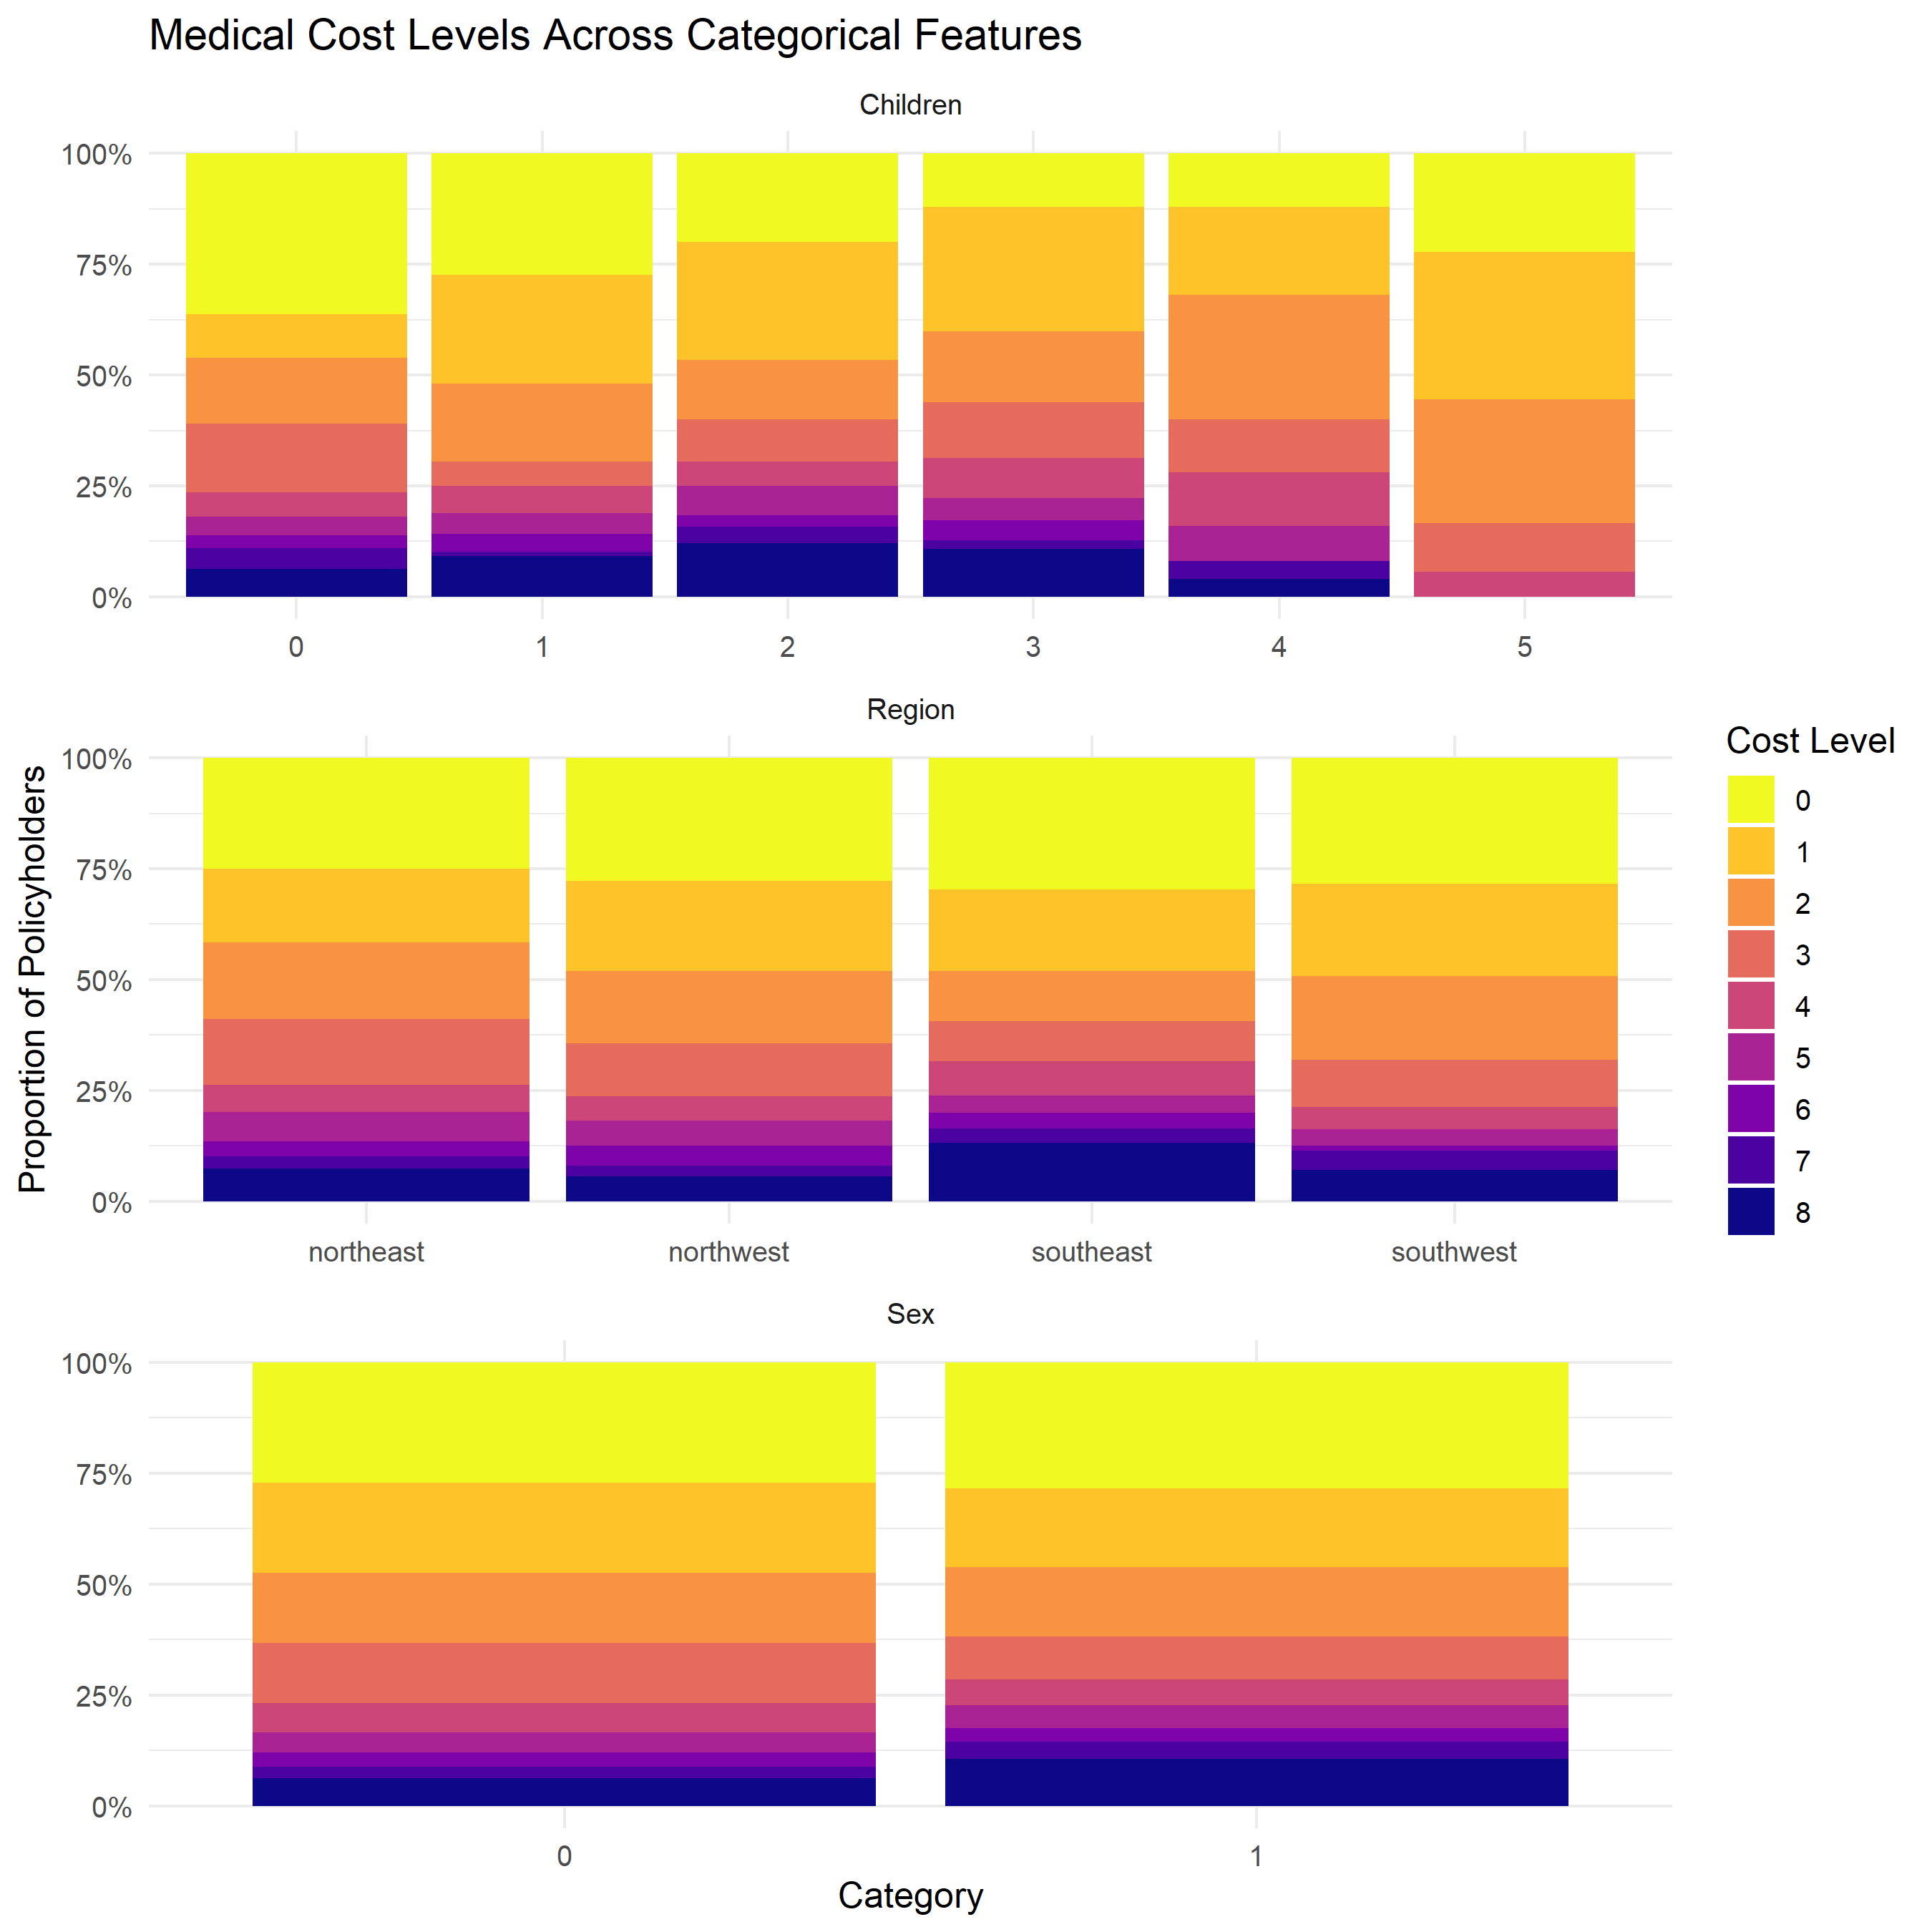 Medical Cost Levels Across Categorical Features
Children
100%
75%
50%
25%
0%
0 1 2 3 4 5
Region
Proportion of Policyholders
100%
75%
50%
25%
0%
northeast northwest southeast southwest
Cost Level
0
1
2
3
4
5
6
7
8
Sex
100%
75%
50%
25%
0%
0 1
Category